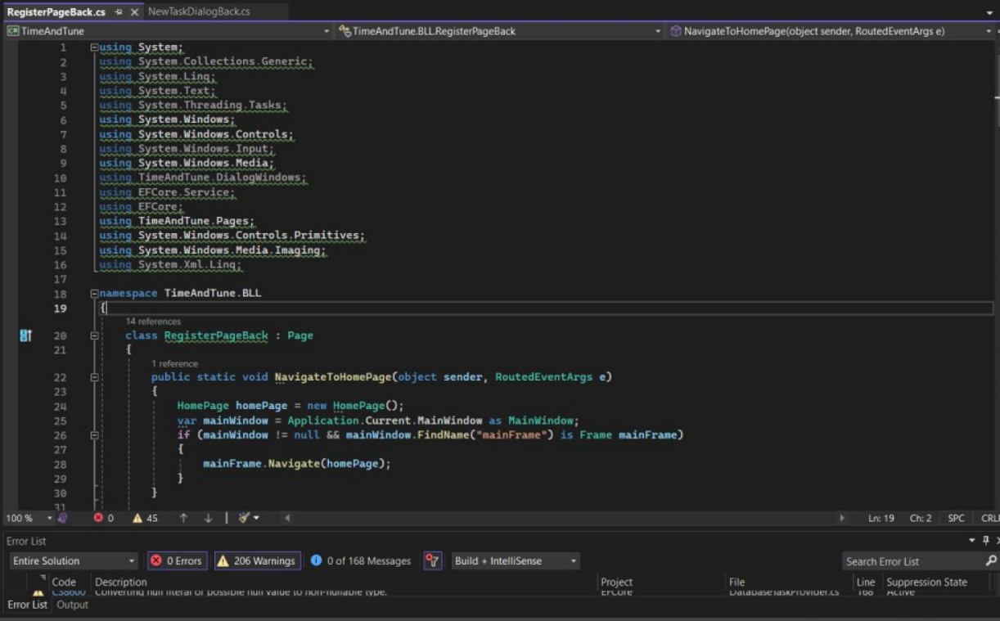 RegisterPageBack.cs NewTaskDialogBack.cs
TimeAndTune TimeAndTune.BLL.RegisterPageBack NavigateToHomePage(object sender, RoutedEventArgs e)
1 using System;
2 using System.Collections.Generic;
3 using System.Linq;
4 using System.Text;
5 using System.Threading.Tasks;
6 using System.Windows;
7 using System.Windows.Controls;
8 using System.Windows.Input;
9 using System.Windows.Media;
10 using TimeAndTune.DialogWindows;
11 using EFCore.Service;
12 using EFCore;
13 using TimeAndTune.Pages;
14 using System.Windows.Controls.Primitives;
15 using System.Windows.Media.Imaging;
16 using System.Xml.Linq;
17
18 namespace TimeAndTune.BLL
19 {
14 references
20 class RegisterPageBack : Page
21 {
1 reference
22 public static void NavigateToHomePage(object sender, RoutedEventArgs e)
23 {
24 HomePage homePage = new HomePage();
25 var mainWindow = Application.Current.MainWindow as MainWindow;
26 if (mainWindow != null && mainWindow.FindName("mainFrame") is Frame mainFrame)
27 {
28 mainFrame.Navigate(homePage);
29 }
30 }
31
100 % 0 45 Ln: 19 Ch: 2 SPC CRLF
Error List
Entire Solution 0 Errors 206 Warnings 0 of 168 Messages Build + IntelliSense Search Error List
Code Description Project File Line Suppression State
CS8600 Converting null literal or possible null value to non-nullable type. EFCore DatabaseTaskProvider.cs 168 Active
Error List Output